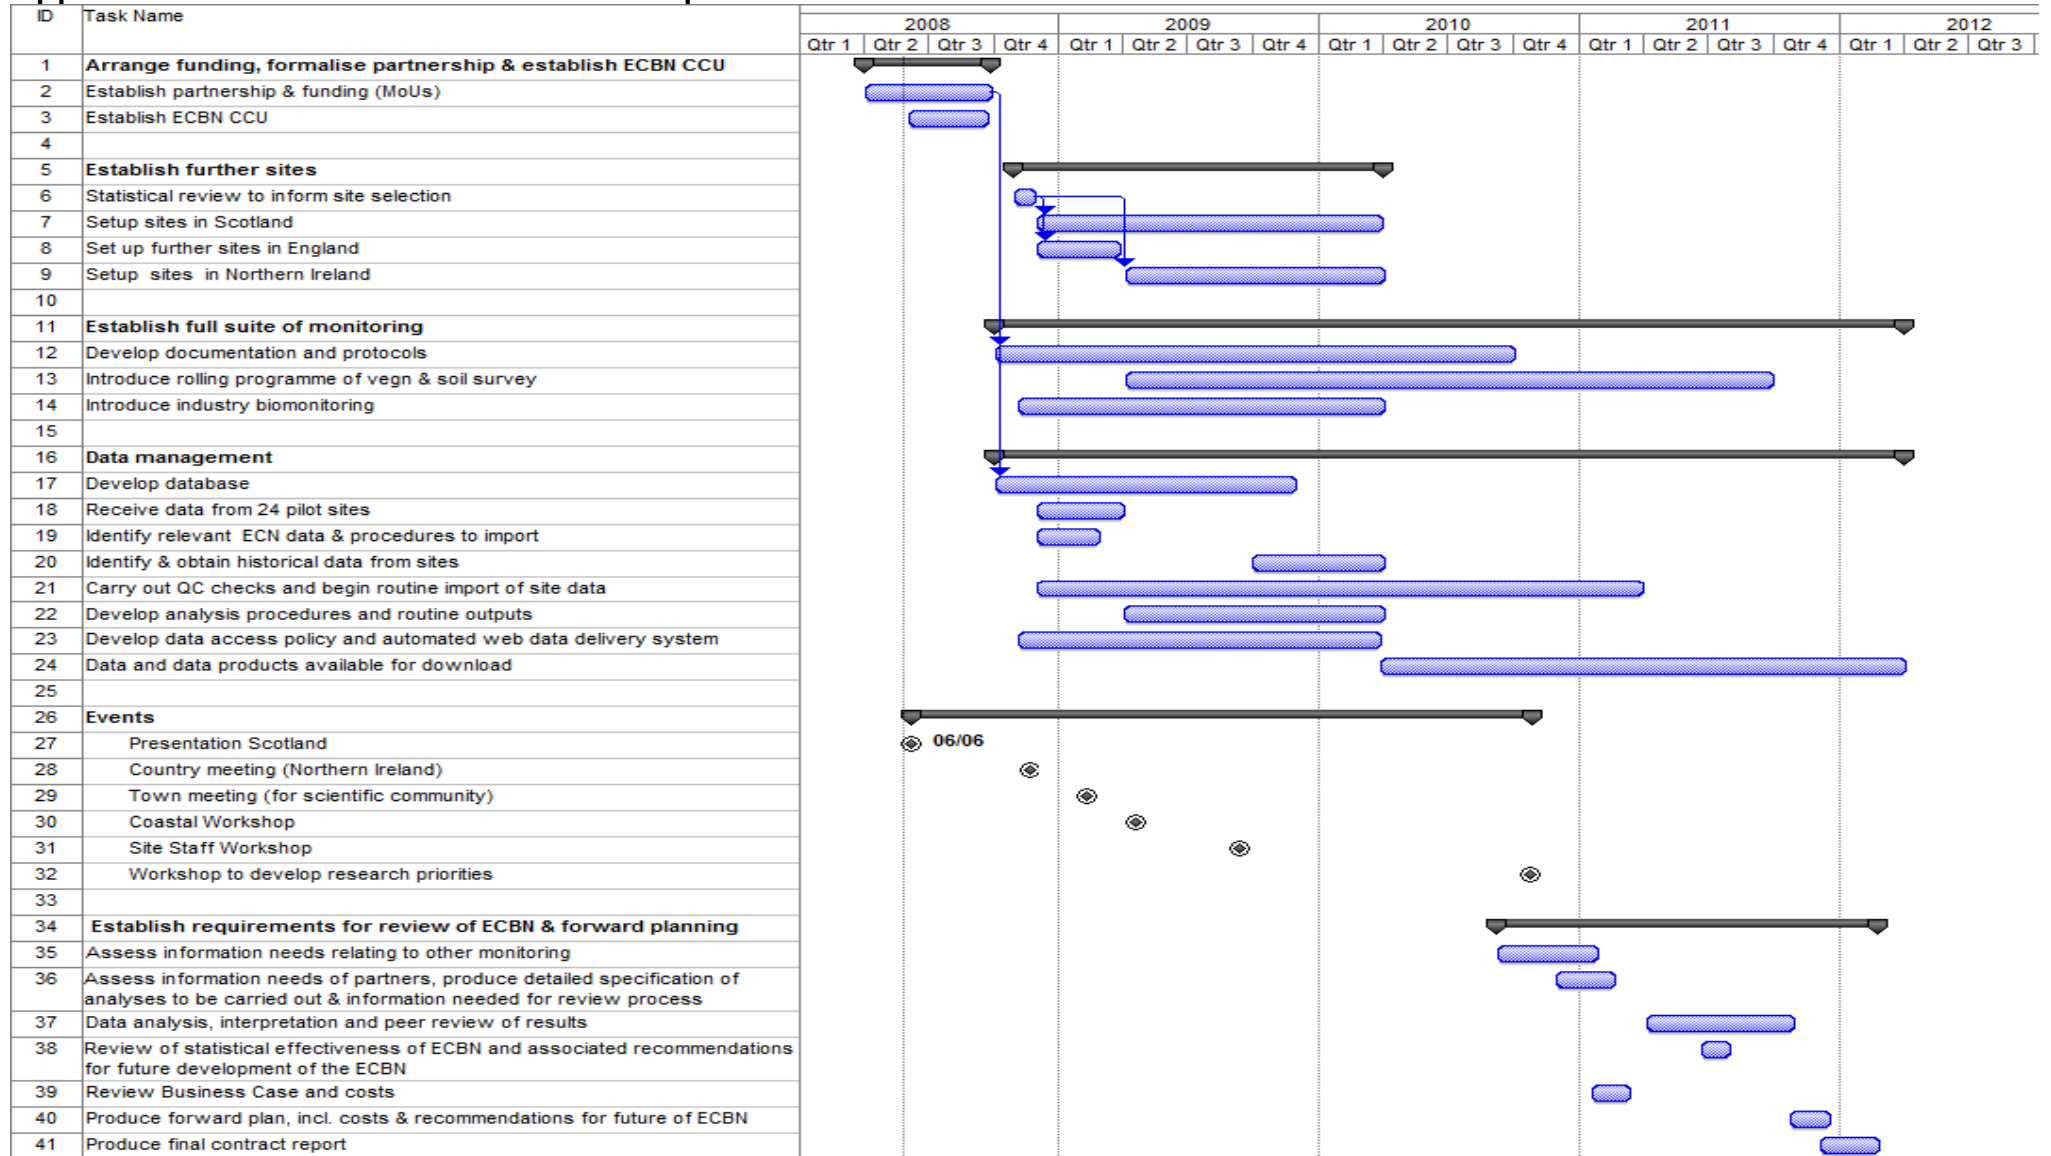 ID Task Name
2008 2009 2010 2011 2012
Qtr 1 Qtr 2 Qtr 3 Qtr 4 Qtr 1 Qtr 2 Qtr 3 Qtr 4 Qtr 1 Qtr 2 Qtr 3 Qtr 4 Qtr 1 Qtr 2 Qtr 3 Qtr 4 Qtr 1 Qtr 2 Qtr 3
1 Arrange funding, formalise partnership & establish ECBN CCU
2 Establish partnership & funding (MoUs)
3 Establish ECBN CCU
4
5 Establish further sites
6 Statistical review to inform site selection
7 Setup sites in Scotland
8 Set up further sites in England
9 Setup sites in Northern Ireland
10
11 Establish full suite of monitoring
12 Develop documentation and protocols
13 Introduce rolling programme of vegn & soil survey
14 Introduce industry biomonitoring
15
16 Data management
17 Develop database
18 Receive data from 24 pilot sites
19 Identify relevant ECN data & procedures to import
20 Identify & obtain historical data from sites
21 Carry out QC checks and begin routine import of site data
22 Develop analysis procedures and routine outputs
23 Develop data access policy and automated web data delivery system
24 Data and data products available for download
25
26 Events
27 Presentation Scotland 06/06
28 Country meeting (Northern Ireland)
29 Town meeting (for scientific community)
30 Coastal Workshop
31 Site Staff Workshop
32 Workshop to develop research priorities
33
34 Establish requirements for review of ECBN & forward planning
35 Assess information needs relating to other monitoring
36 Assess information needs of partners, produce detailed specification of
analyses to be carried out & information needed for review process
37 Data analysis, interpretation and peer review of results
38 Review of statistical effectiveness of ECBN and associated recommendations
for future development of the ECBN
39 Review Business Case and costs
40 Produce forward plan, incl. costs & recommendations for future of ECBN
41 Produce final contract report